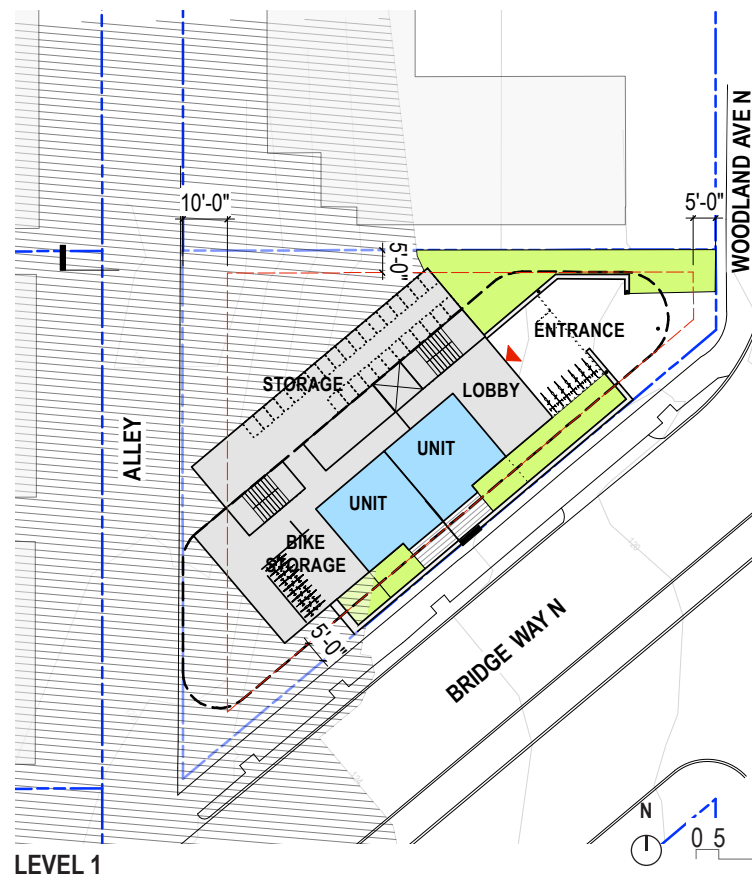 WOODLAND AVE N
10'-0"
5'-0"
5'-0"
ENTRANCE
STORAGE
LOBBY
ALLEY
UNIT
UNIT
BIKE
STORAGE
5'-0"
BRIDGE WAY N
N
0 5
LEVEL 1